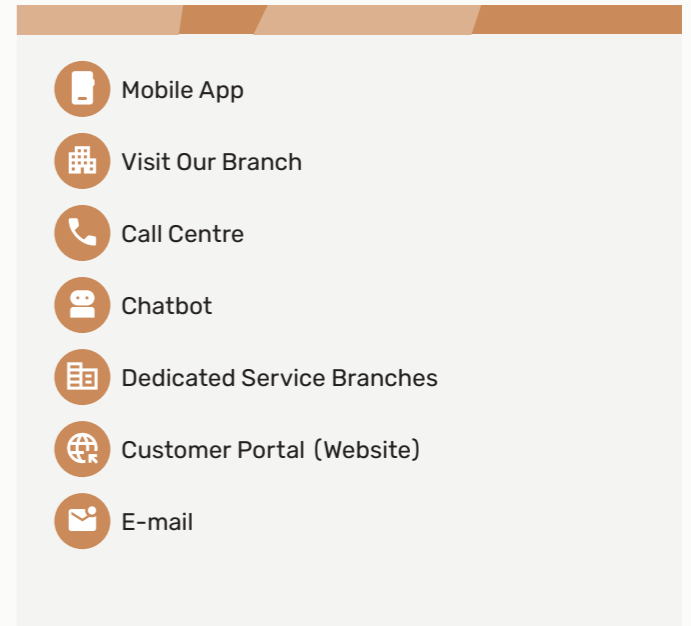 Mobile App
Visit Our Branch
Call Centre
Chatbot
Dedicated Service Branches
Customer Portal (Website)
E-mail